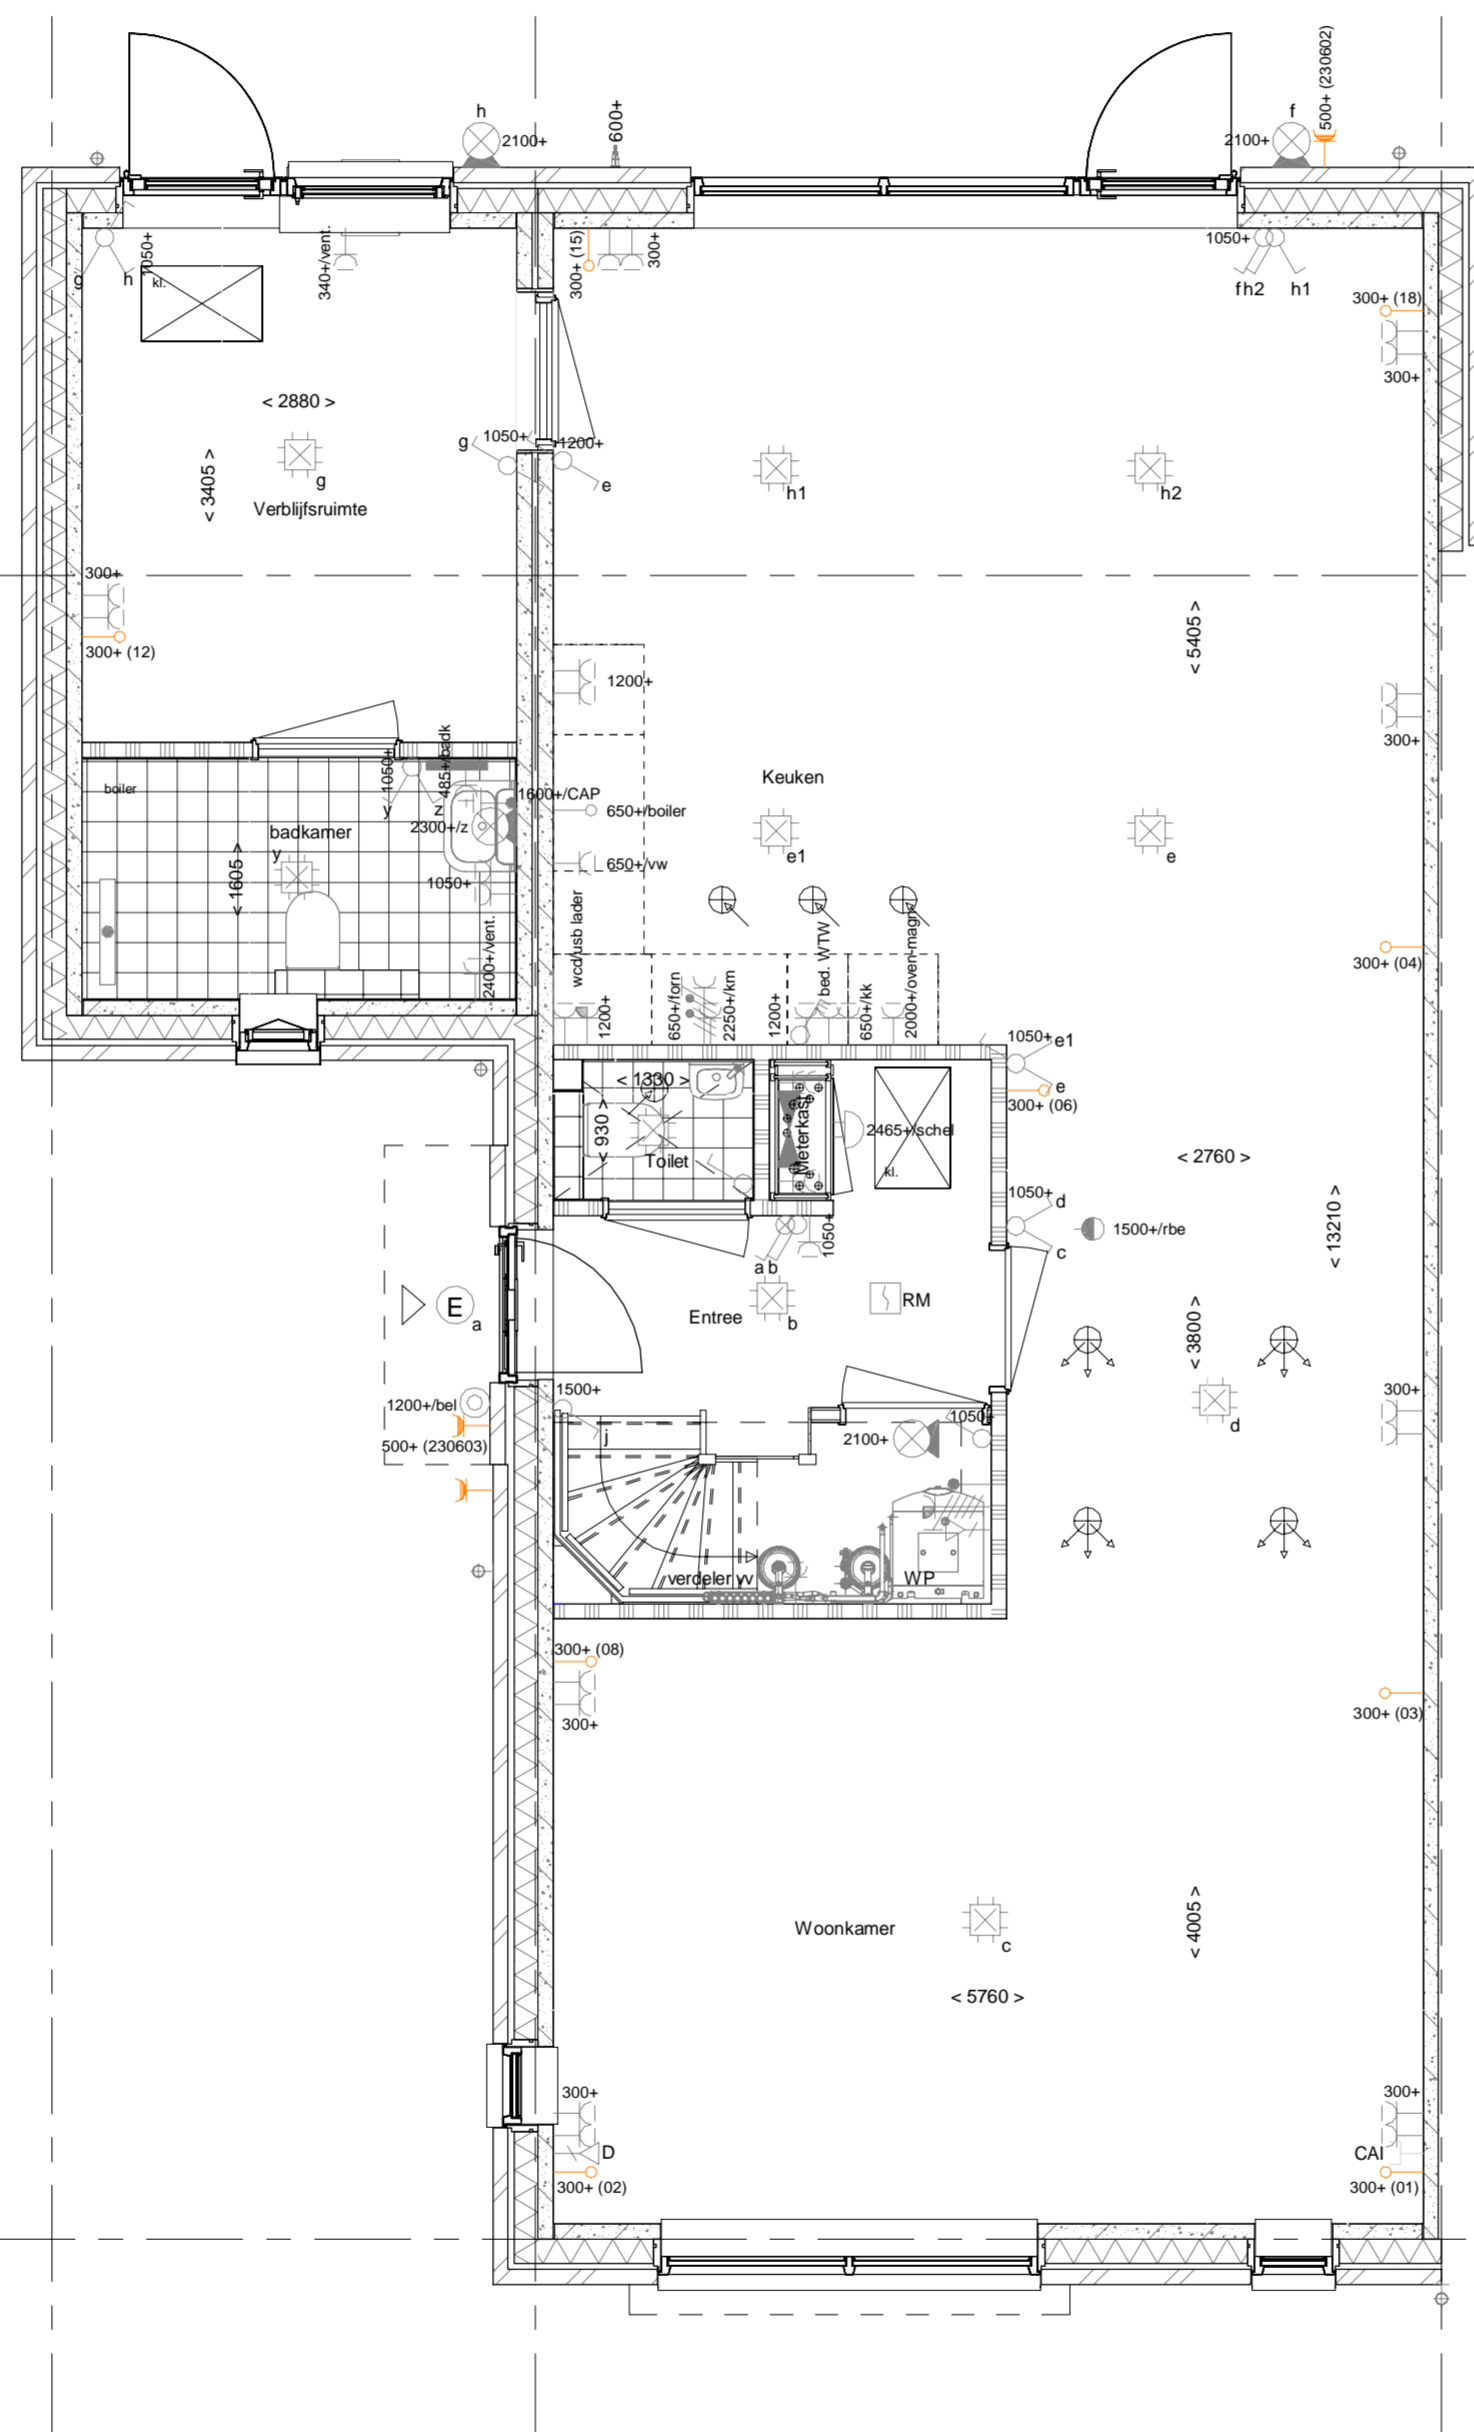 500+ (230602)
h
2100+
600+
f
2100+
1050+
g
h
kl.
340+/vent.
300+ (15)
300+
1050+
f h2
h1
300+ (18)
300+
< 2880 >
g
1050+
1200+
e
< 3405 >
g
Verblijfsruimte
h1
h2
300+
300+ (12)
< 5405 >
1200+
300+
1050+
485+/badk
boiler
Keuken
y
z
1600+/CAP
650+/boiler
2300+/z
badkamer
y
< 1605 >
e1
e
650+/vw
1050+
2400+/vent.
wcd/usb lader
bed. WTW
300+ (04)
1200+
650+/forn
2250+/km
1200+
650+/kk
2000+/oven-magn
1050+
e1
e
300+ (06)
< 1330 >
< 930 >
Toilet
Meterkast
2465+/schel
kl.
< 2760 >
1050+
d
c
1500+/rbe
< 13210 >
a b
1050+
E
a
Entree
b
RM
< 3800 >
1200+/bel
500+ (230603)
1500+
j
2100+
1050+
300+
d
verdeler vv
WP
300+ (08)
300+
300+ (03)
Woonkamer
c
< 4005 >
< 5760 >
300+
D
300+ (02)
300+
CAI
300+ (01)